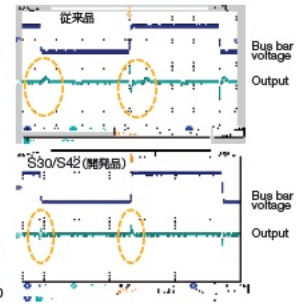 従来品
Bus bar
voltage
Output
S30/S42(開発品)
Bus bar
voltage
Output